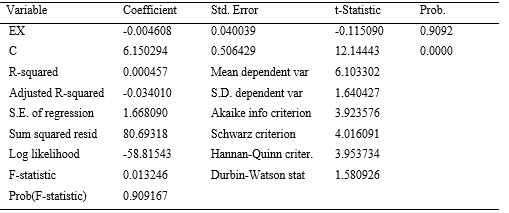 Variable Coefficient Std. Error t-Statistic Prob.
EX -0.004608 0.040039 -0.115090 0.9092
C 6.150294 0.506429 12.14443 0.0000
R-squared 0.000457 Mean dependent var 6.103302
Adjusted R-squared -0.034010 S.D. dependent var 1.640427
S.E. of regression 1.668090 Akaike info criterion 3.923576
Sum squared resid 80.69318 Schwarz criterion 4.016091
Log likelihood -58.81543 Hannan-Quinn criter. 3.953734
F-statistic 0.013246 Durbin-Watson stat 1.580926
Prob(F-statistic) 0.909167